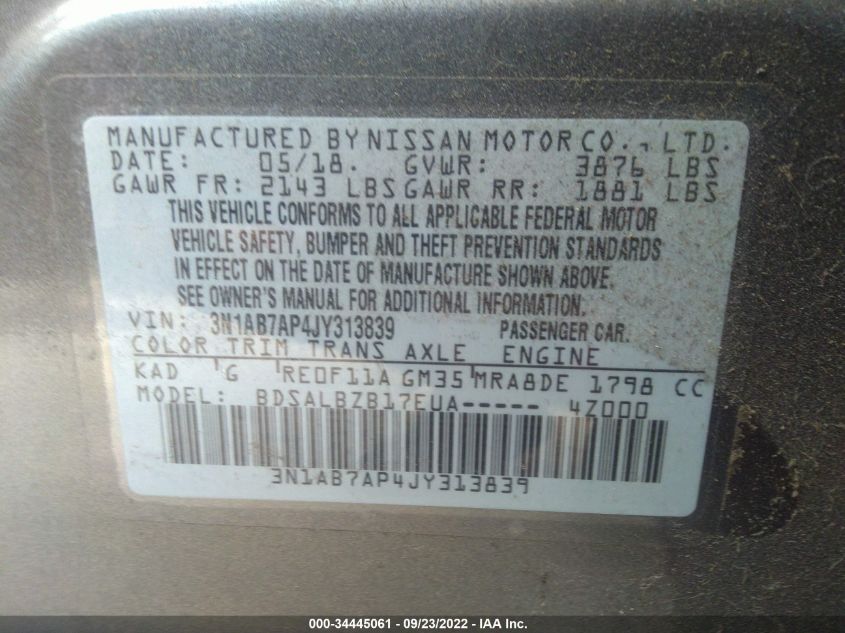 MANUFACTURED BY NISSAN MOTOR CO., LTD.
DATE: 05/18. GVWR: 3876 LBS
GAWR FR: 2143 LBS GAWR RR: 1881 LBS
THIS VEHICLE CONFORMS TO ALL APPLICABLE FEDERAL MOTOR
VEHICLE SAFETY, BUMPER AND THEFT PREVENTION STANDARDS
IN EFFECT ON THE DATE OF MANUFACTURE SHOWN ABOVE.
SEE OWNER'S MANUAL FOR ADDITIONAL INFORMATION.
VIN: 3N1AB7AP4JY313839 PASSENGER CAR.
COLOR TRIM TRANS AXLE ENGINE
KAD G RE0F11A GM35 MRA8DE 1798 CC
MODEL: BDSALBZB17EUA----- 4Z000
3N1AB7AP4JY313839
000-34445061 - 09/23/2022 - IAA Inc.